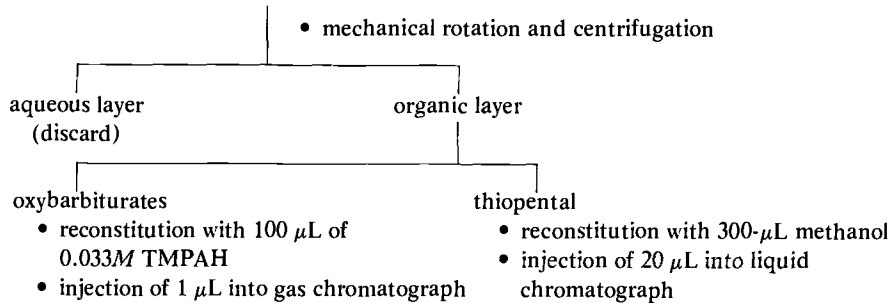 • mechanical rotation and centrifugation
aqueous layer
(discard)
organic layer
oxybarbiturates
• reconstitution with 100 μL of
0.033M TMPAH
• injection of 1 μL into gas chromatograph
thiopental
• reconstitution with 300-μL methanol
• injection of 20 μL into liquid
chromatograph